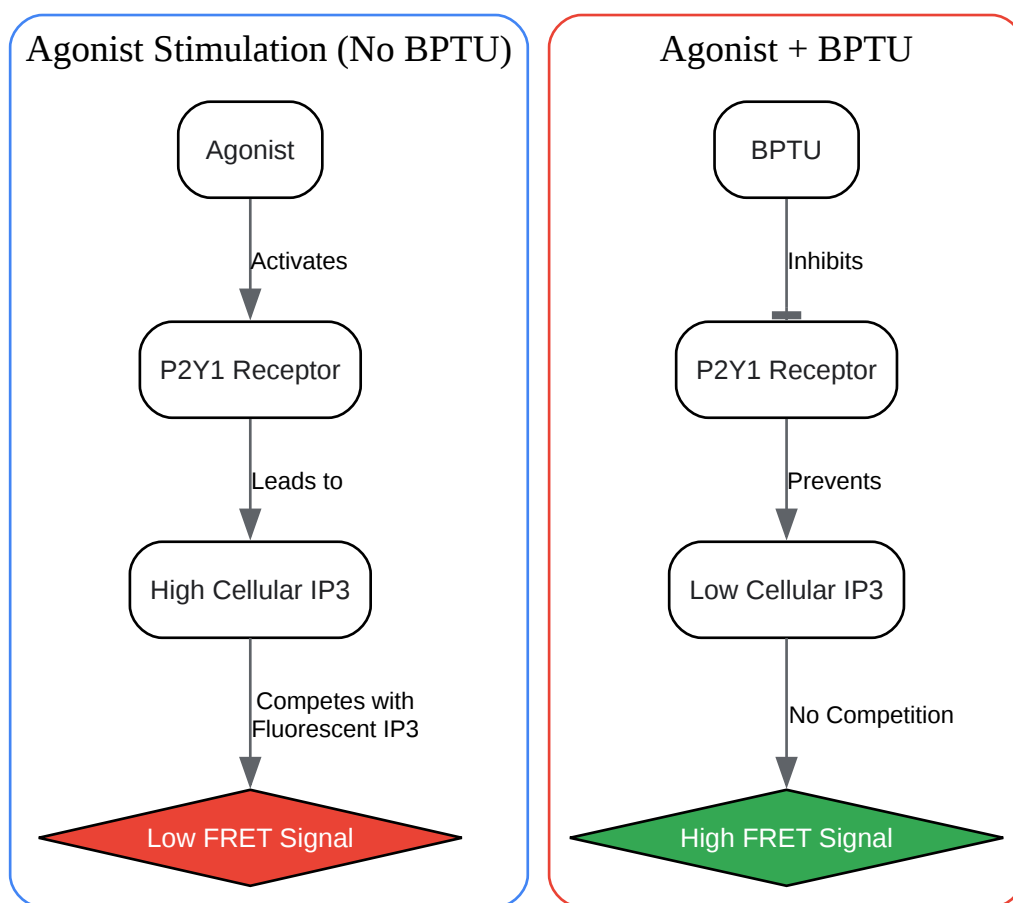 Agonist Stimulation (No BPTU)
Agonist
Activates
P2Y1 Receptor
Leads to
High Cellular IP3
Competes with
Fluorescent IP3
Low FRET Signal
Agonist + BPTU
BPTU
Inhibits
P2Y1 Receptor
Prevents
Low Cellular IP3
No Competition
High FRET Signal